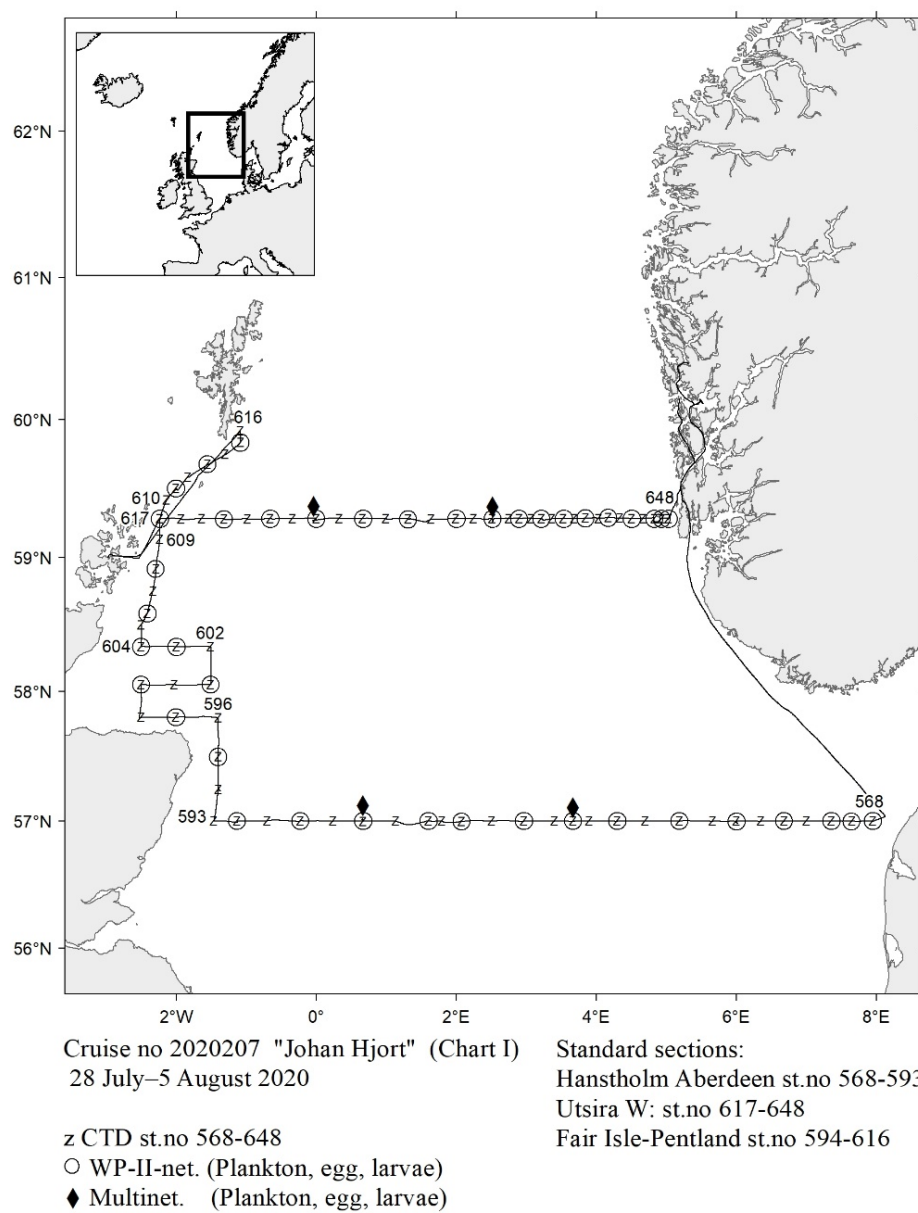 62°N
61°N
60°N
616
610
648
617
59°N
609
602
604
58°N
596
568
57°N
593
56°N
2°W 0° 2°E 4°E 6°E 8°E
Cruise no 2020207 "Johan Hjort" (Chart I)
28 July–5 August 2020
z CTD st.no 568-648
WP-II-net. (Plankton, egg, larvae)
Multinet. (Plankton, egg, larvae)
Standard sections:
Hanstholm Aberdeen st.no 568-593
Utsira W: st.no 617-648
Fair Isle-Pentland st.no 594-616